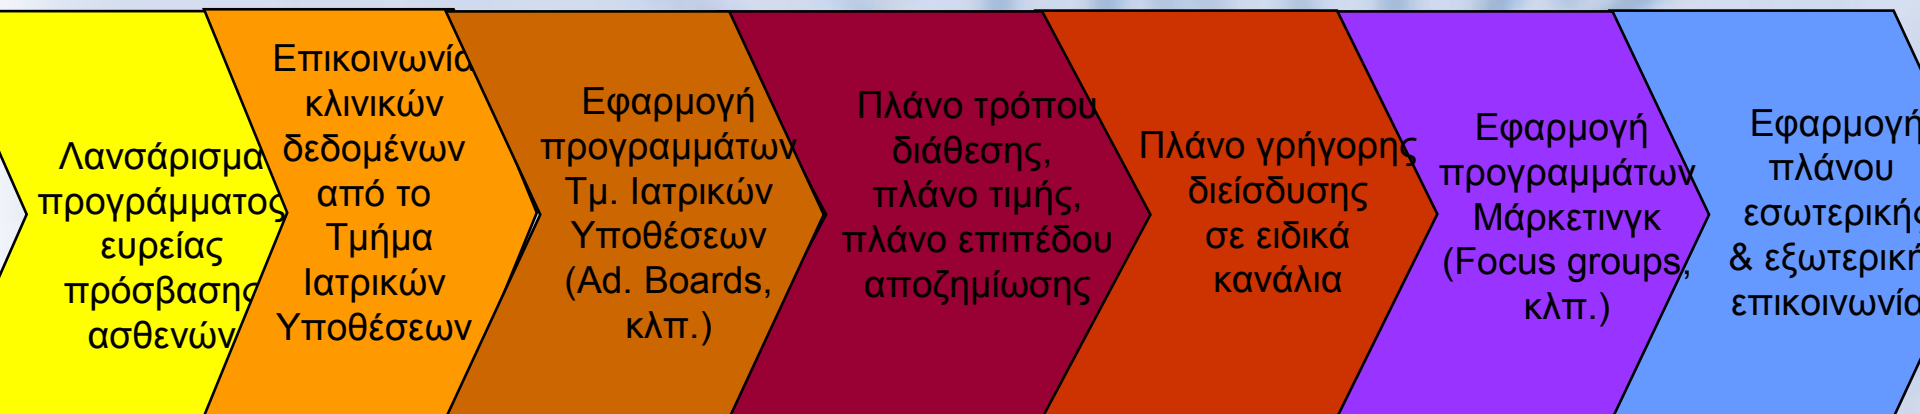 Λανσάρισμα
προγράμματος
ευρείας
πρόσβασης
ασθενών
Επικοινωνία
κλινικών
δεδομένων
από το
Τμήμα
Ιατρικών
Υποθέσεων
Εφαρμογή
προγραμμάτων
Τμ. Ιατρικών
Υποθέσεων
(Ad. Boards,
κλπ.)
Πλάνο τρόπου
διάθεσης,
πλάνο τιμής,
πλάνο επιπέδου
αποζημίωσης
Πλάνο γρήγορης
διείσδυσης
σε ειδικά
κανάλια
Εφαρμογή
προγραμμάτων
Μάρκετινγκ
(Focus groups,
κλπ.)
Εφαρμογή
πλάνου
εσωτερικής
& εξωτερική
επικοινωνία